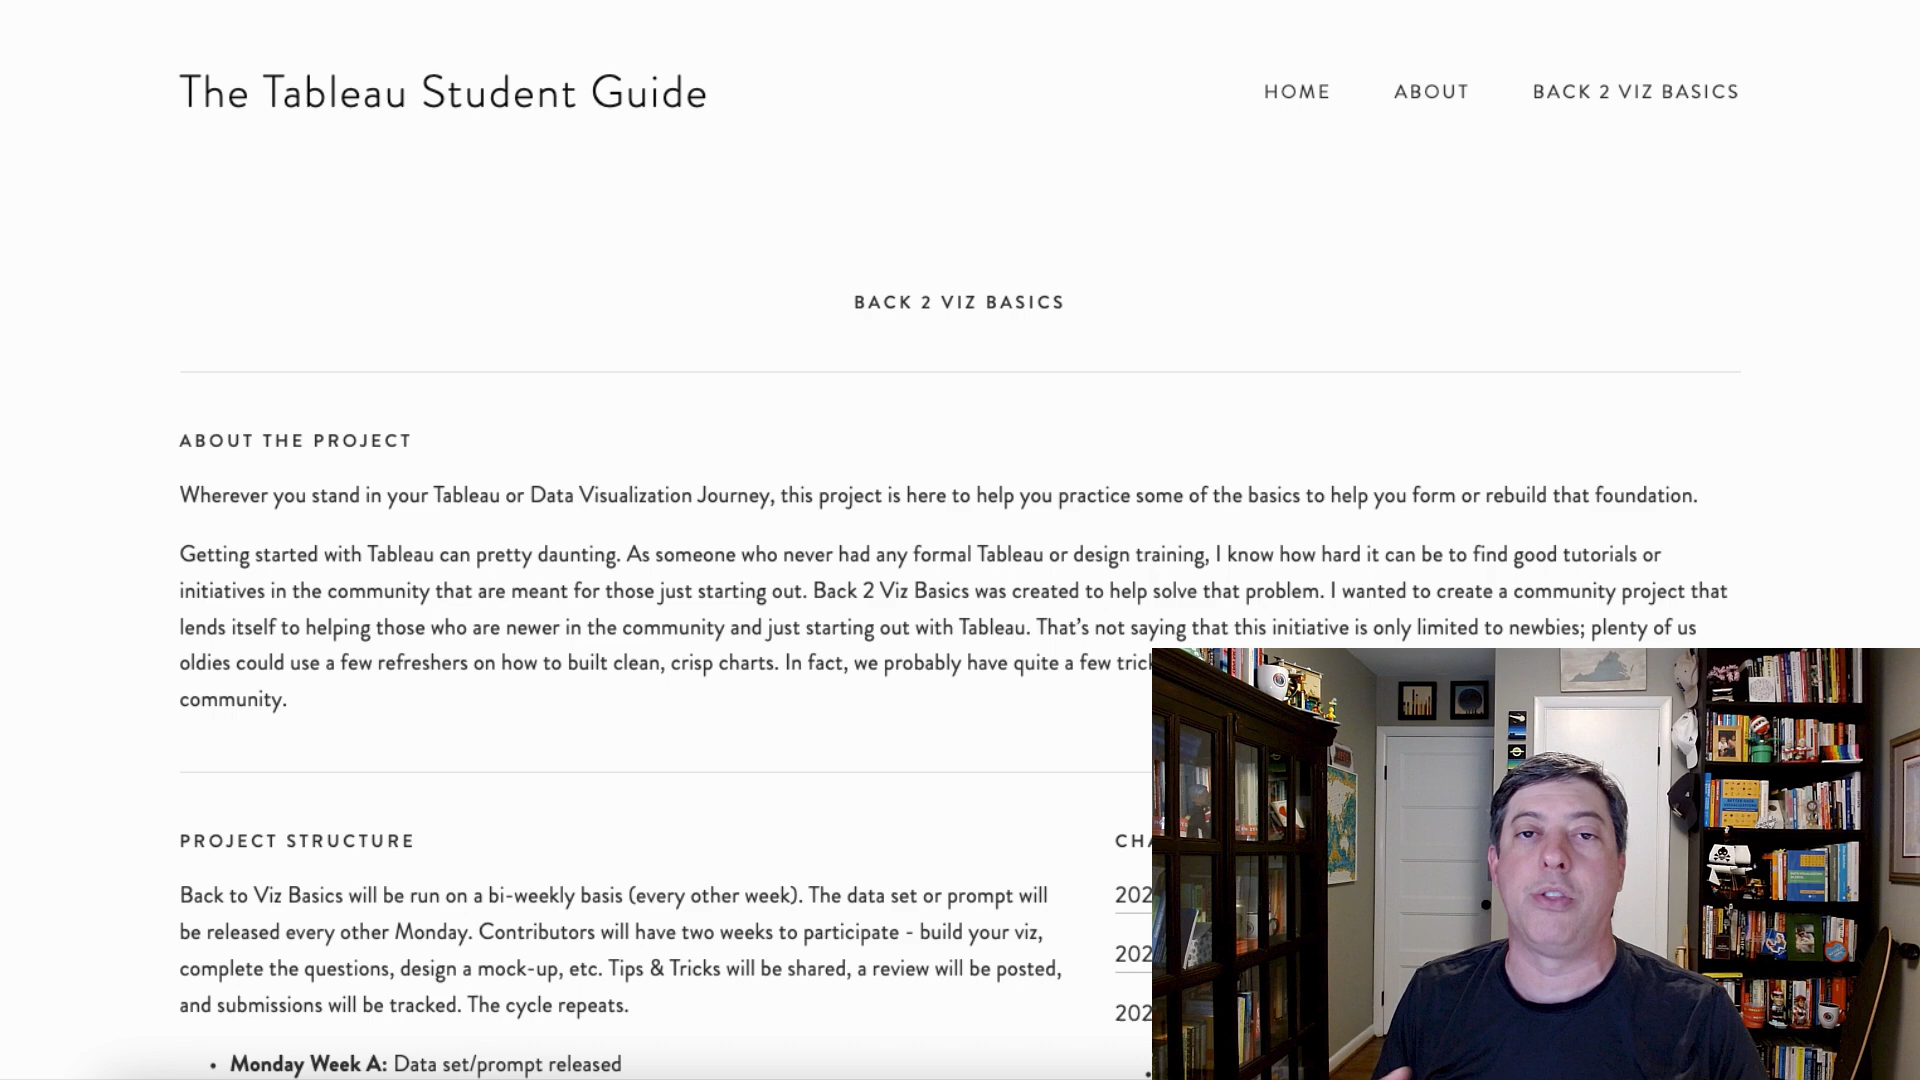 The Tableau Student Guide
HOME ABOUT BACK 2 VIZ BASICS
BACK 2 VIZ BASICS
ABOUT THE PROJECT
Wherever you stand in your Tableau or Data Visualization Journey, this project is here to help you practice some of the basics to help you form or rebuild that foundation.
Getting started with Tableau can pretty daunting. As someone who never had any formal Tableau or design training, I know how hard it can be to find good tutorials or
initiatives in the community that are meant for those just starting out. Back 2 Viz Basics was created to help solve that problem. I wanted to create a community project that
lends itself to helping those who are newer in the community and just starting out with Tableau. That's not saying that this initiative is only limited to newbies; plenty of us
oldies could use a few refreshers on how to built clean, crisp charts. In fact, we probably have quite a few
community.
PROJECT STRUCTURE
Back to Viz Basics will be run on a bi-weekly basis (every other week). The data set or prompt will
be released every other Monday. Contributors will have two weeks to participate - build your viz,
complete the questions, design a mock-up, etc. Tips & Tricks will be shared, a review will be posted,
and submissions will be tracked. The cycle repeats.
• Monday Week A: Data set/prompt released